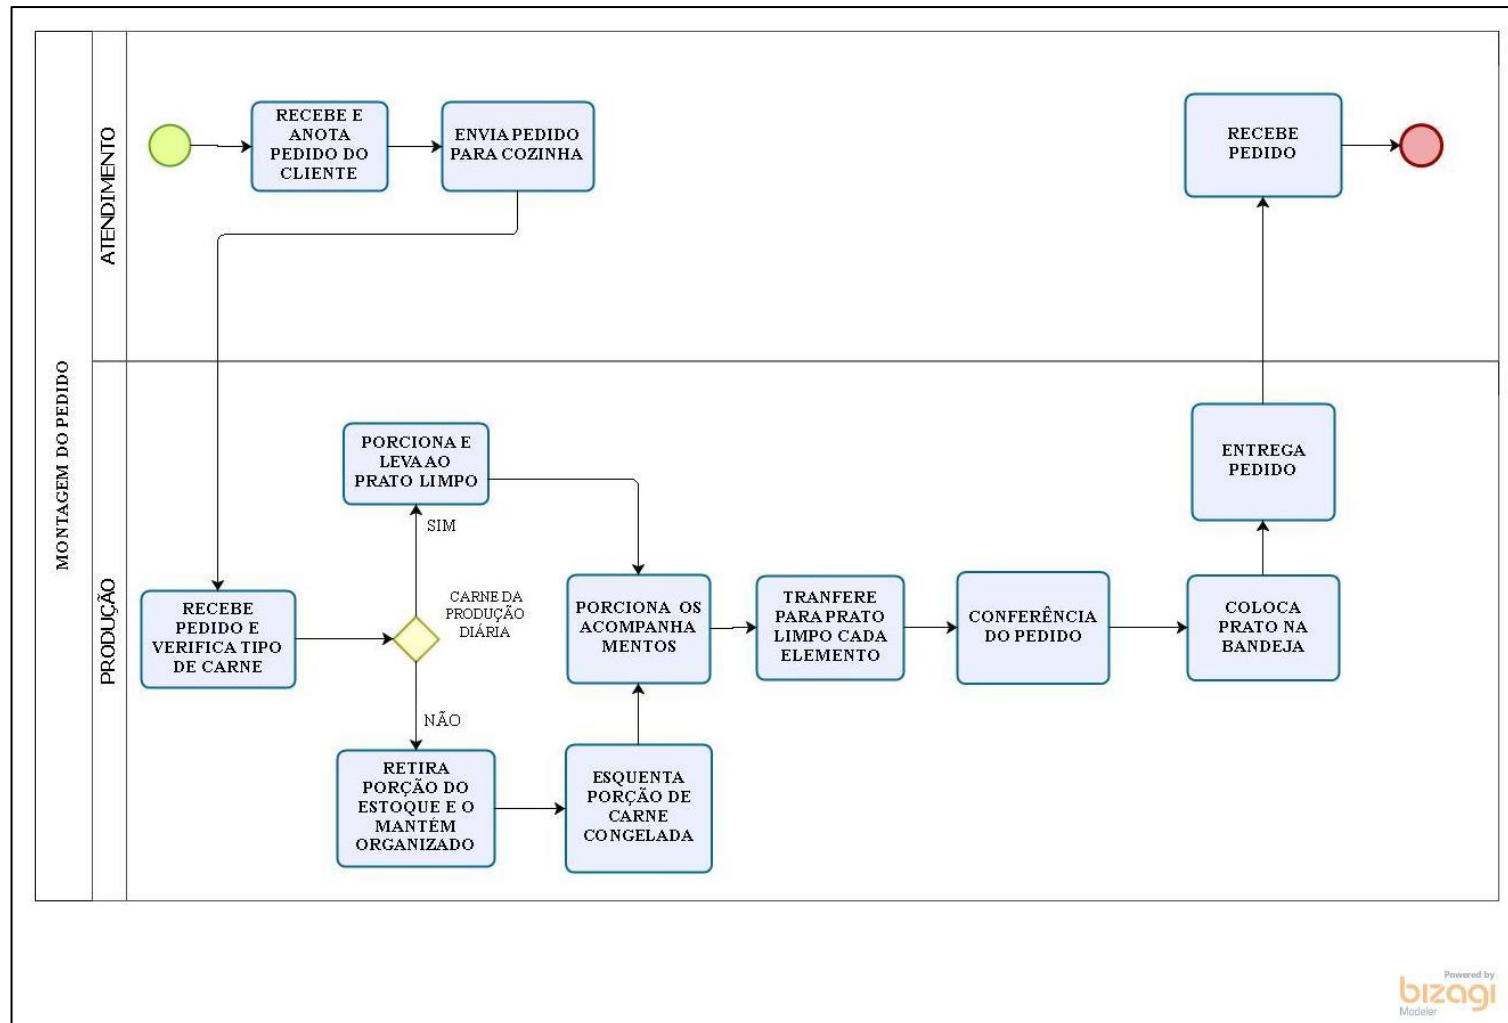 MONTAGEM DO PEDIDO
ATENDIMENTO
RECEBE E
ANOTA
PEDIDO DO
CLIENTE
ENVIA PEDIDO
PARA COZINHA
RECEBE
PEDIDO
PRODUÇÃO
RECEBE
PEDIDO E
VERIFICA TIPO
DE CARNE
CARNE DA
PRODUÇÃO
DIÁRIA
SIM
PORCIONA E
LEVA AO
PRATO LIMPO
NÃO
RETIRA
PORÇÃO DO
ESTOQUE E O
MANTÉM
ORGANIZADO
ESQUENTA
PORÇÃO DE
CARNE
CONGELADA
PORCIONA OS
ACOMPANHA
MENTOS
TRANFERE
PARA PRATO
LIMPO CADA
ELEMENTO
CONFERÊNCIA
DO PEDIDO
COLOCA
PRATO NA
BANDEJA
ENTREGA
PEDIDO
Powered by
bizagi
Modeler